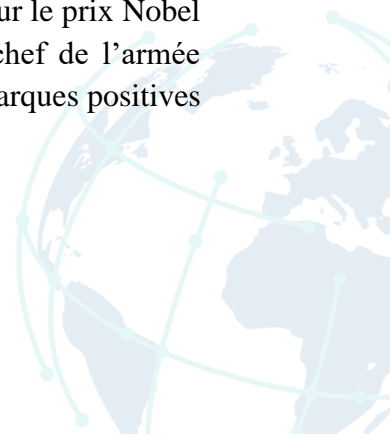 ur le prix Nobel
chef de l’armée
arques positives